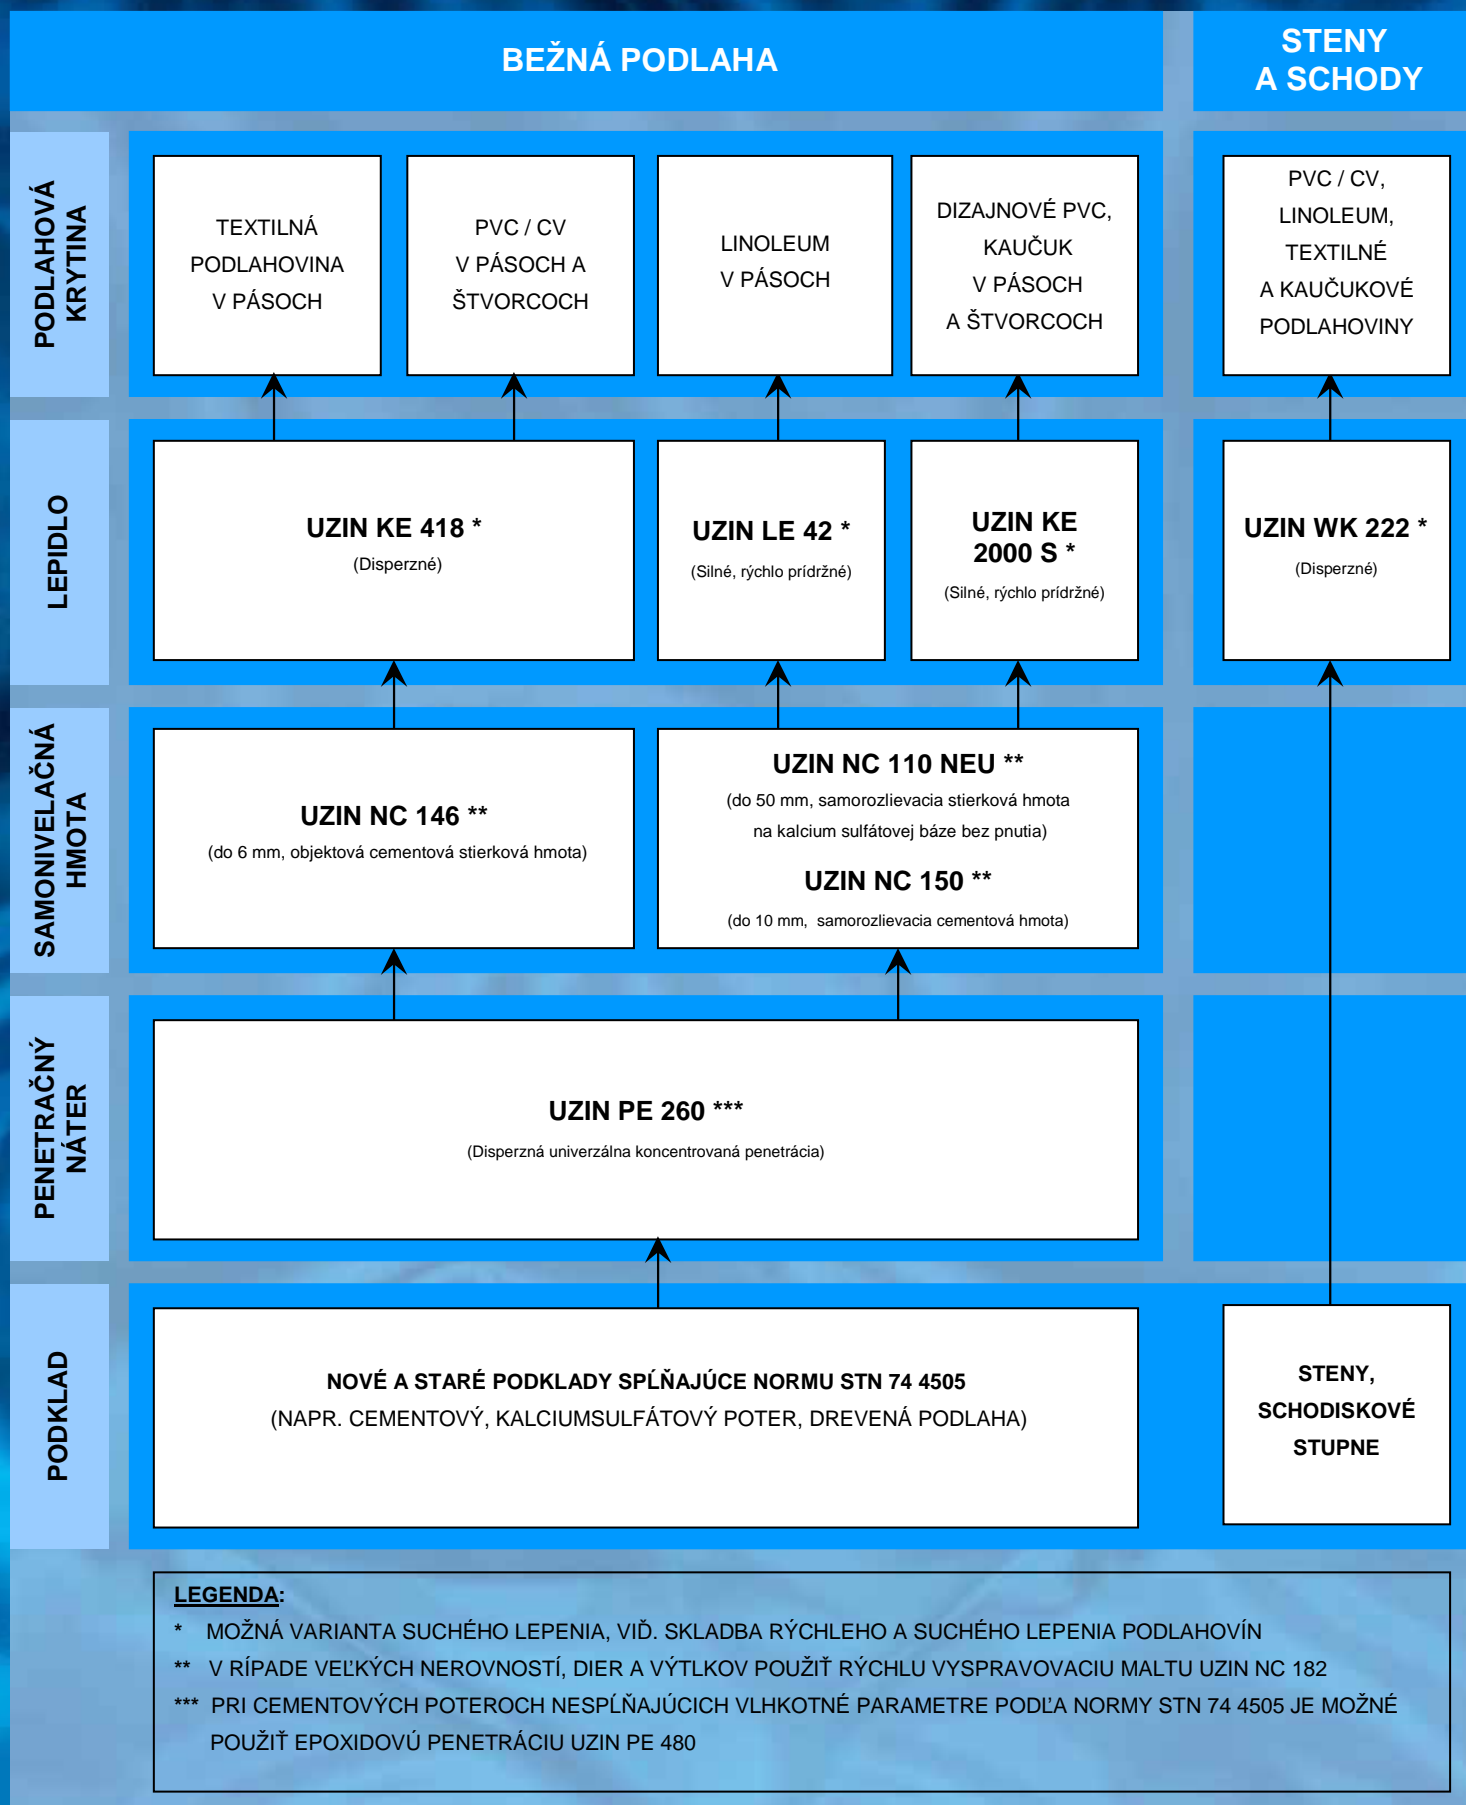 BEŽNÁ PODLAHA
STENY
A SCHODY
PODLAHOVÁ
KRYTINA
TEXTILNÁ
PODLAHOVINA
V PÁSOCH
PVC / CV
V PÁSOCH A
ŠTVORCOCH
LINOLEUM
V PÁSOCH
DIZAJNOVÉ PVC,
KAUČUK
V PÁSOCH
A ŠTVORCOCH
PVC / CV,
LINOLEUM,
TEXTILNÉ
A KAUČUKOVÉ
PODLAHOVINY
LEPIDLO
UZIN KE 418 *
(Disperzné)
UZIN LE 42 *
(Silné, rýchlo prídržné)
UZIN KE
2000 S *
(Silné, rýchlo prídržné)
UZIN WK 222 *
(Disperzné)
SAMONIVELAČNÁ
HMOTA
UZIN NC 146 **
(do 6 mm, objektová cementová stierková hmota)
UZIN NC 110 NEU **
(do 50 mm, samorozlievacia stierková hmota
na kalcium sulfátovej báze bez pnutia)
UZIN NC 150 **
(do 10 mm, samorozlievacia cementová hmota)
PENETRAČNÝ
NÁTER
UZIN PE 260 ***
(Disperzná univerzálna koncentrovaná penetrácia)
PODKLAD
NOVÉ A STARÉ PODKLADY SPĹŇAJÚCE NORMU STN 74 4505
(NAPR. CEMENTOVÝ, KALCIUMSULFÁTOVÝ POTER, DREVENÁ PODLAHA)
STENY,
SCHODISKOVÉ
STUPNE
LEGENDA:
* MOŽNÁ VARIANTA SUCHÉHO LEPENIA, VIĎ. SKLADBA RÝCHLEHO A SUCHÉHO LEPENIA PODLAHOVÍN
** V RÍPADE VEĽKÝCH NEROVNOSTÍ, DIER A VÝTLKOV POUŽIŤ RÝCHLU VYSPRAVOVACIU MALTU UZIN NC 182
*** PRI CEMENTOVÝCH POTEROCH NESPĹŇAJÚCICH VLHKOTNÉ PARAMETRE PODĽA NORMY STN 74 4505 JE MOŽNÉ
POUŽIŤ EPOXIDOVÚ PENETRÁCIU UZIN PE 480